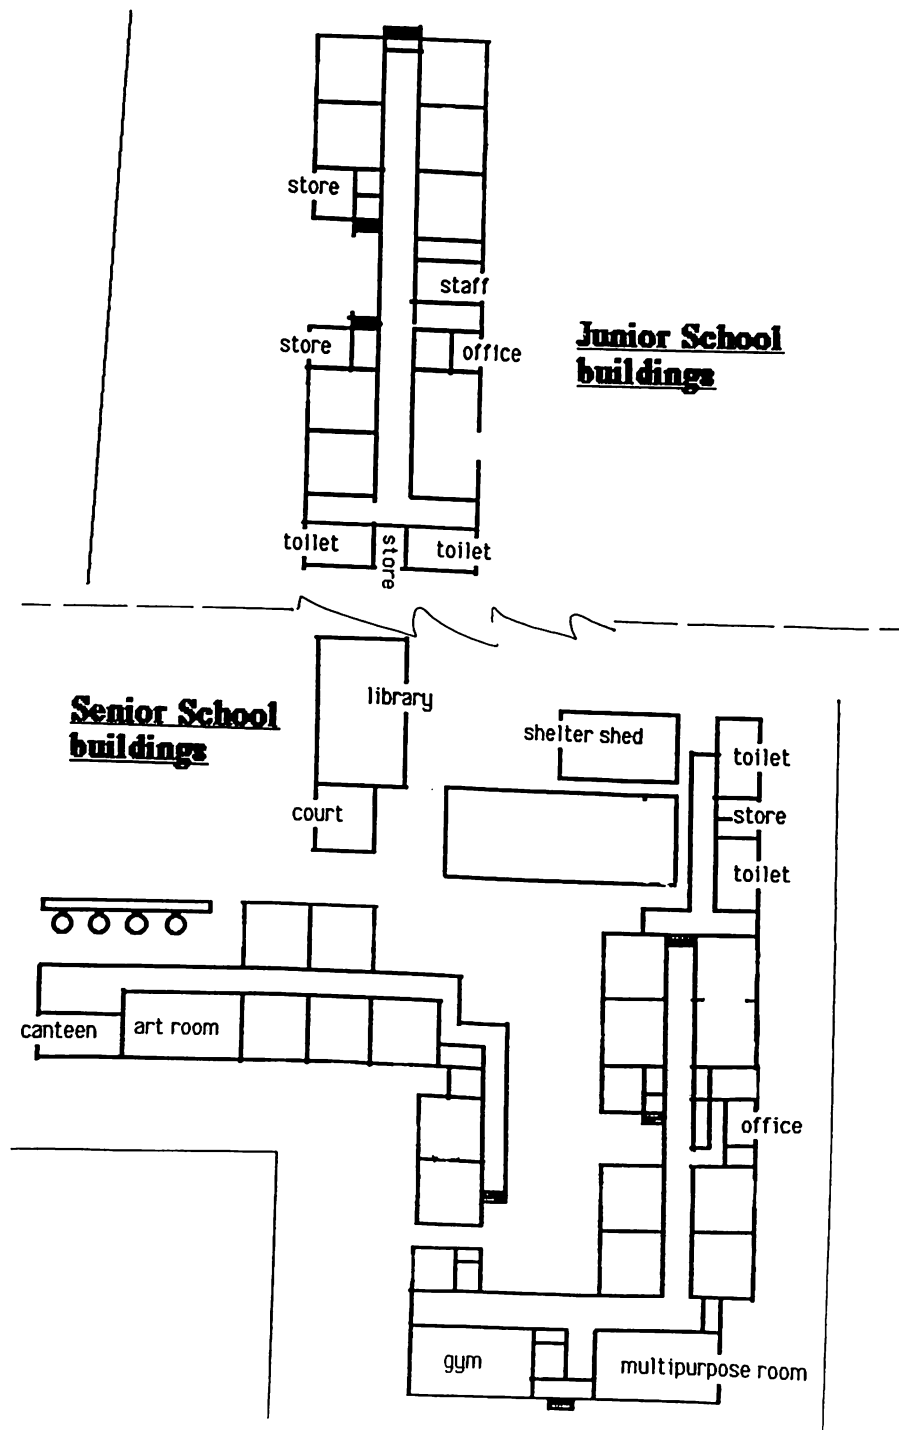 store
staff
store
office
Junior School
buildings
toilet
store
toilet
library
Senior School
buildings
shelter shed
toilet
court
store
toilet
canteen
art room
office
gym
multipurpose room